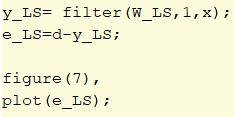 y_LS= filter(W_LS,1,x);
e_LS=d-y_LS;
figure(7),
plot(e_LS);